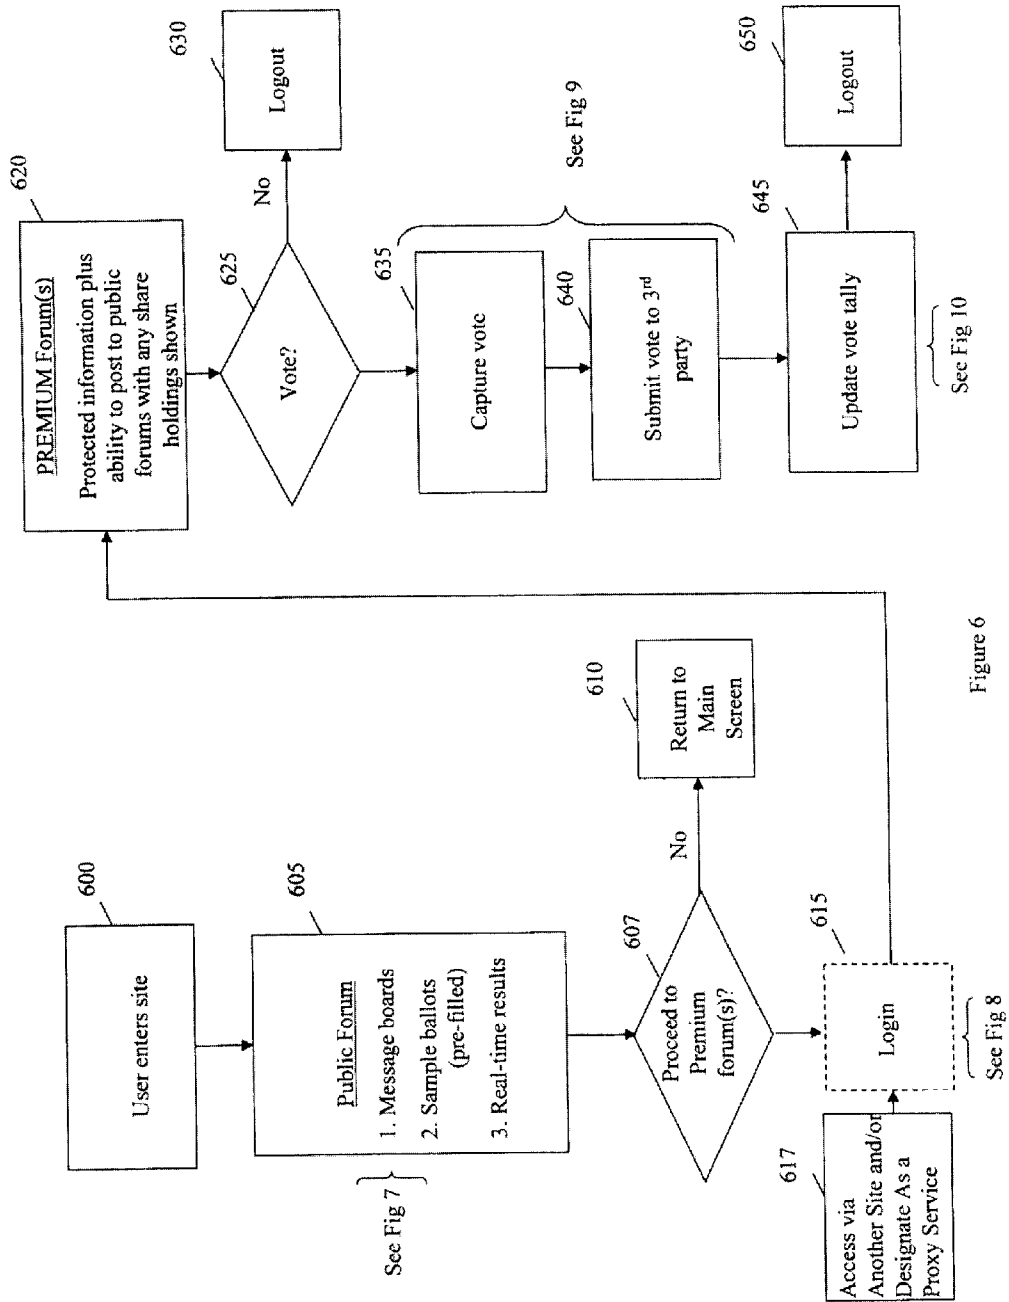 600
User enters site
605
Public Forum
1. Message boards
2. Sample ballots
(pre-filled)
3. Real-time results
See Fig 7
607
Proceed to
Premium
forum(s)?
No
610
Return to
Main
Screen
615
Login
See Fig 8
617
Access via
Another Site and/or
Designate As a
Proxy Service
620
PREMIUM Forum(s)
Protected information plus
ability to post to public
forums with any share
holdings shown
625
Vote?
No
630
Logout
635
Capture vote
640
Submit vote to 3rd
party
See Fig 9
645
Update vote tally
See Fig 10
650
Logout
Figure 6